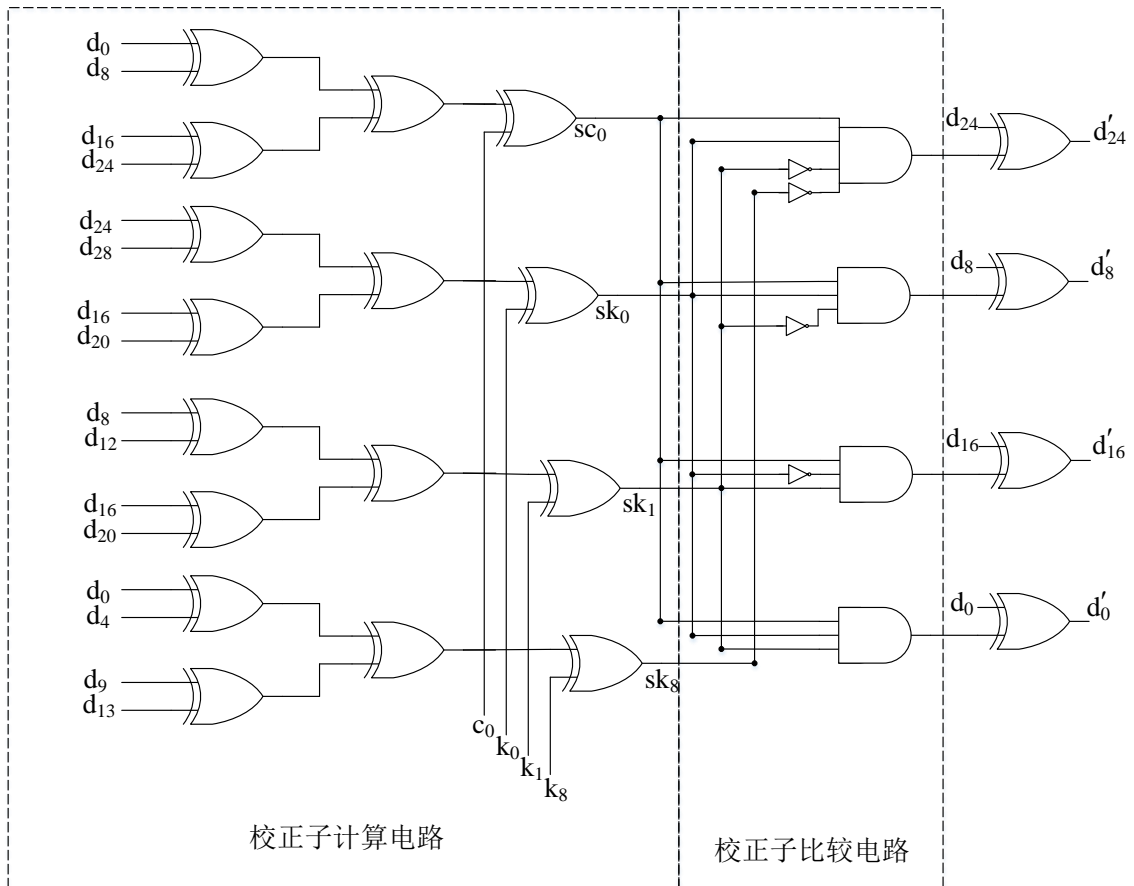 d₀
d₈
d₁₆
d₂₄
d₂₄
d₂₈
d₁₆
d₂₀
d₈
d₁₂
d₁₆
d₂₀
d₀
d₄
d₉
d₁₃
sc₀
sk₀
sk₁
sk₈
c₀
k₀
k₁
k₈
d₂₄
d′₂₄
d₈
d′₈
d₁₆
d′₁₆
d₀
d′₀
校正子计算电路
校正子比较电路